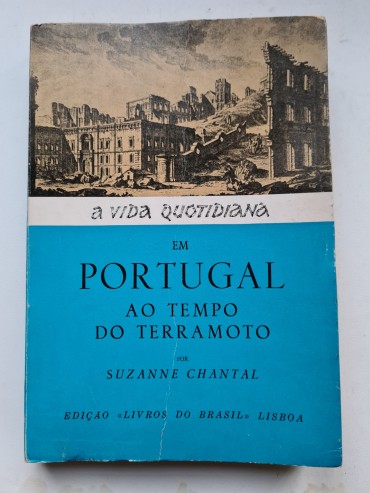 A VIDA QUOTIDIANA
EM
PORTUGAL
AO TEMPO
DO TERRAMOTO
POR
SUZANNE CHANTAL
EDIÇÃO «LIVROS DO BRASIL» LISBOA